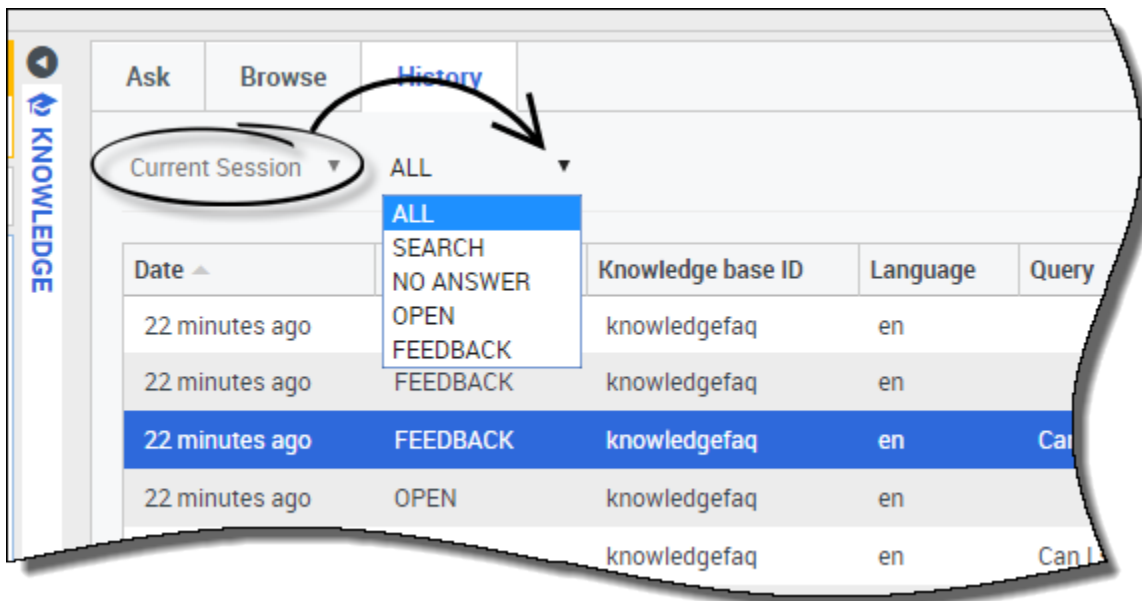 Ask Browse History
KNOWLEDGE
Current Session ALL
ALL
SEARCH
NO ANSWER
OPEN
FEEDBACK
Date Knowledge base ID Language Query
22 minutes ago knowledgefaq en
22 minutes ago FEEDBACK knowledgefaq en
22 minutes ago FEEDBACK knowledgefaq en Can
22 minutes ago OPEN knowledgefaq en
knowledgefaq en Can